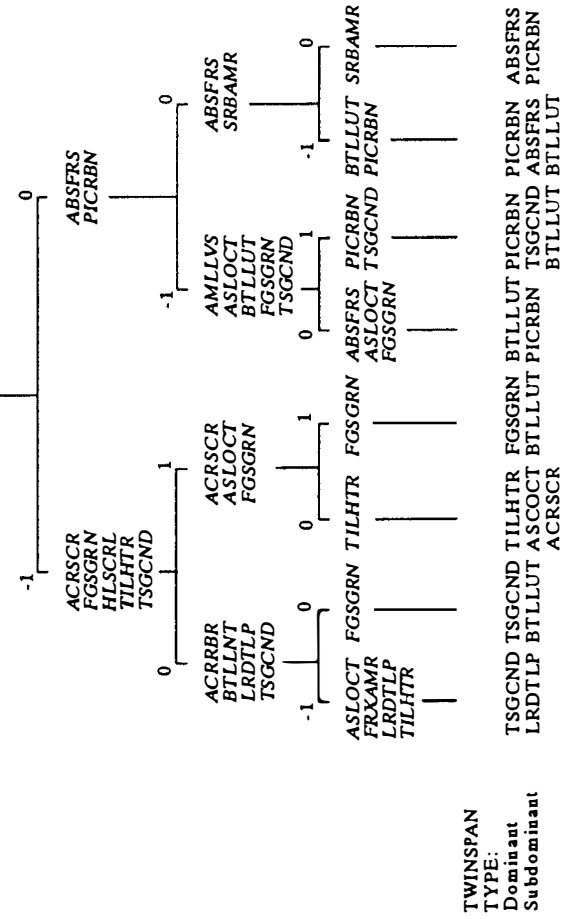 -1 0
ACRSCR
FGSGRN
HLSCRL
TILHTR
TSGCND
ABSFRS
PICRBN
0 1 -1 0
ACRRBR
BTLLNT
LRDTLP
TSGCND
ACRSCR
ASLOCT
FGSGRN
AMLLVS
ASLOCT
BTLLUT
FGSGRN
TSGCND
ABSFRS
SRBAMR
-1 0 0 1 0 1 -1 0
ASLOCT
FRXAMR
LRDTLP
TILHTR
FGSGRN
TILHTR
FGSGRN
ABSFRS
ASLOCT
FGSGRN
PICRBN
TSGCND
BTLLUT
PICRBN
SRBAMR
TWINSPAN
TYPE:
Dominant TSGCND TSGCND TILHTR FGSGRN BTLLUT PICRBN PICRBN ABSFRS
Subdominant LRDTLP BTLLUT ASCOCT BTLLUT PICRBN TSGCND ABSFRS PICRBN
ACRSCR BTLLUT BTLLUT